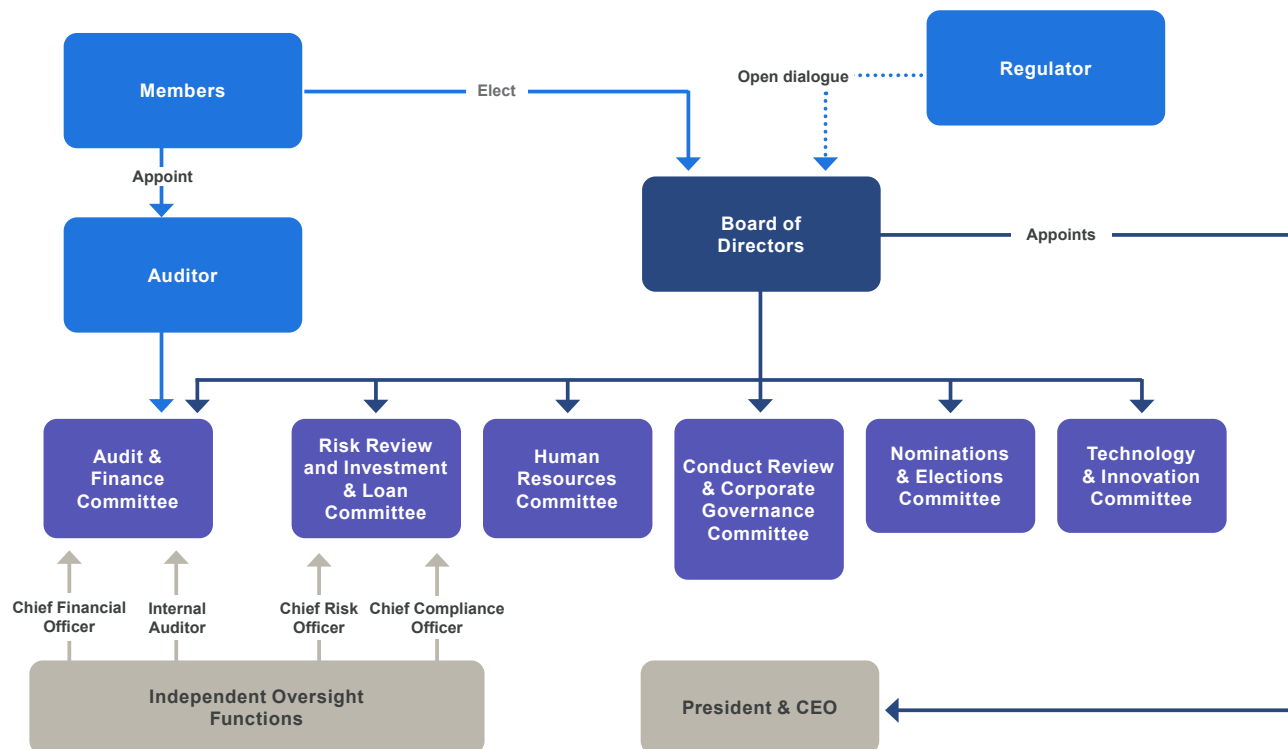 Members
Regulator
Elect
Open dialogue
Appoint
Board of
Directors
Appoints
Auditor
Audit &
Finance
Committee
Risk Review
and Investment
& Loan
Committee
Human
Resources
Committee
Conduct Review
& Corporate
Governance
Committee
Nominations
& Elections
Committee
Technology
& Innovation
Committee
Chief Financial
Officer
Internal
Auditor
Chief Risk
Officer
Chief Compliance
Officer
Independent Oversight
Functions
President & CEO